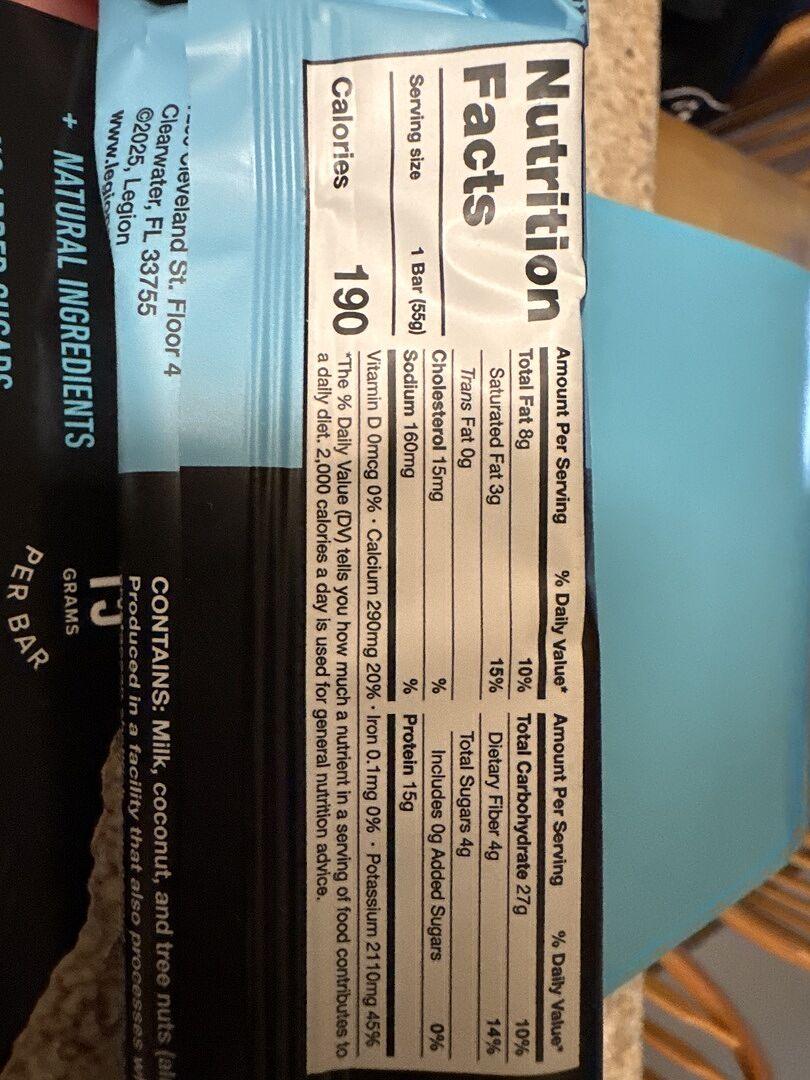 Nutrition
Facts
Serving size 1 Bar (55g)
Calories 190
Amount Per Serving % Daily Value*
Total Fat 8g 10%
Saturated Fat 3g 15%
Trans Fat 0g
Cholesterol 15mg %
Sodium 160mg %
Amount Per Serving % Daily Value*
Total Carbohydrate 27g 10%
Dietary Fiber 4g 14%
Total Sugars 4g
Includes 0g Added Sugars 0%
Protein 15g
Vitamin D 0mcg 0% • Calcium 290mg 20% • Iron 0.1mg 0% • Potassium 2110mg 45%
*The % Daily Value (DV) tells you how much a nutrient in a serving of food contributes to
a daily diet. 2,000 calories a day is used for general nutrition advice.
Cleveland St. Floor 4
Clearwater, FL 33755
©2025, Legion
CONTAINS: Milk, coconut, and tree nuts
Produced in a facility that also processes
+ NATURAL INGREDIENTS
GRAMS
PER BAR